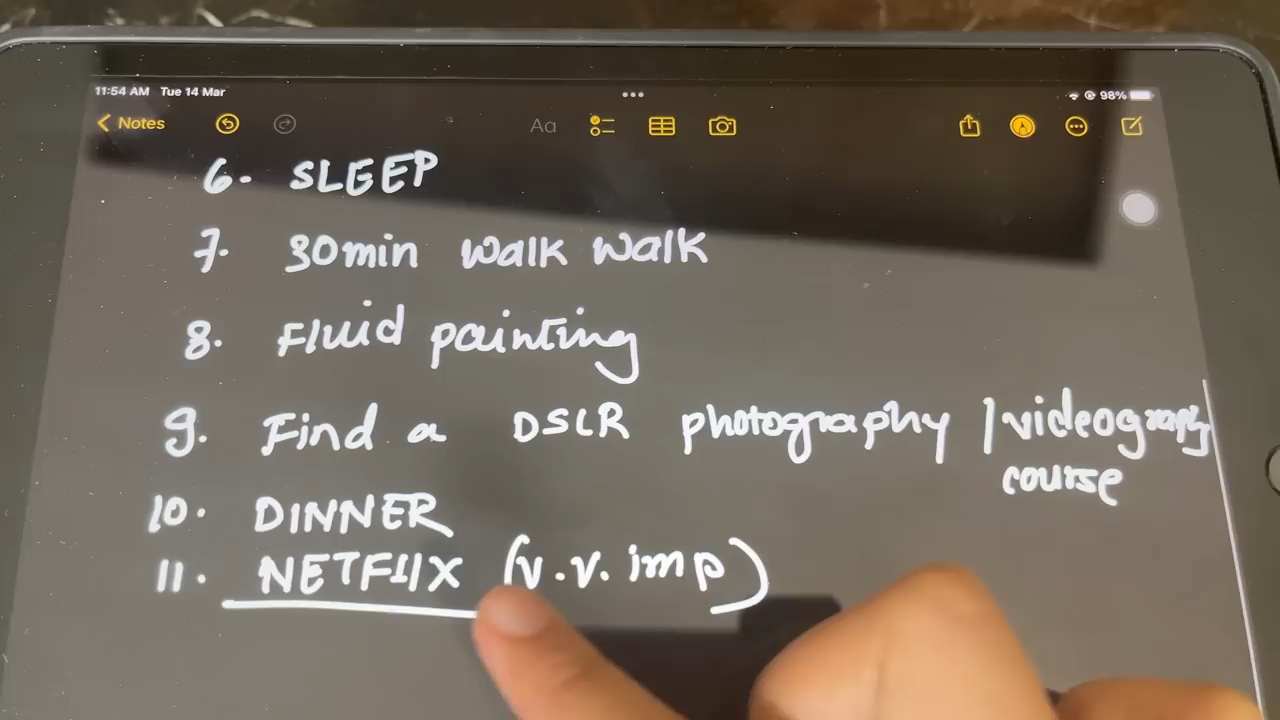 11:54 AM Tue 14 Mar 98%
Notes Aa
6. SLEEP
7. 30min walk walk
8. Fluid painting
9. Find a DSLR photography / videography
course
10. DINNER
11. NETFlIX (v.v. imp)